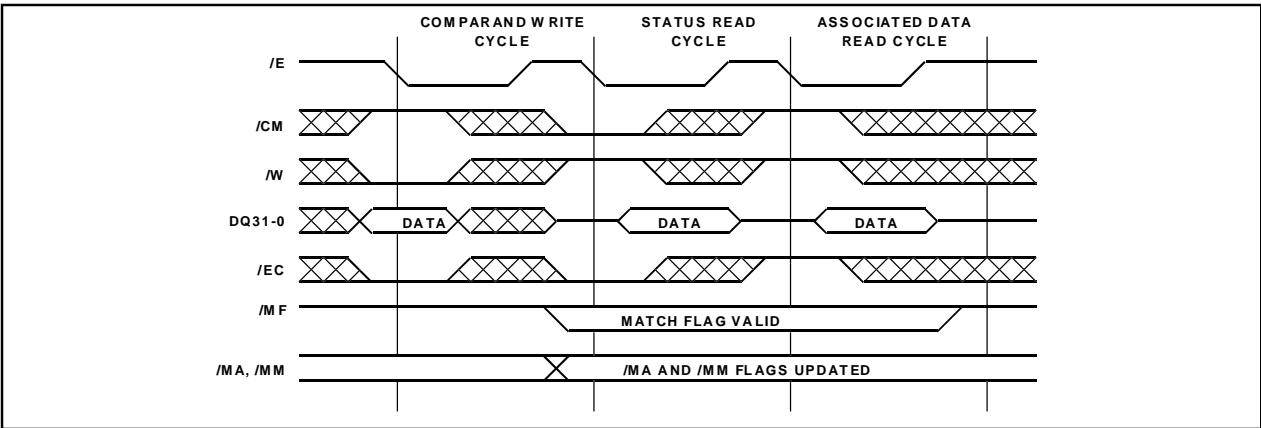 COMPARAND WRITE CYCLE
STATUS READ CYCLE
ASSOCIATED DATA READ CYCLE
/E
/CM
/W
DQ31-0
DATA
DATA
DATA
/EC
/MF
MATCH FLAG VALID
/MA, /MM
/MA AND /MM FLAGS UPDATED